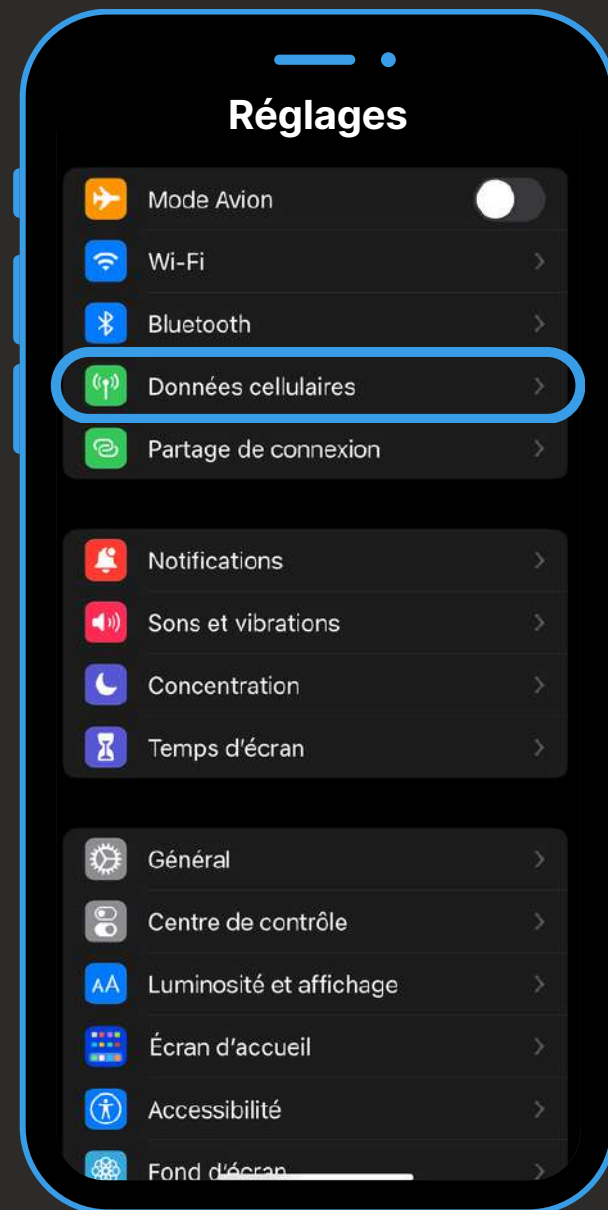 Réglages
Mode Avion
Wi-Fi
Bluetooth
Données cellulaires
Partage de connexion
Notifications
Sons et vibrations
Concentration
Temps d'écran
Général
Centre de contrôle
AA
Luminosité et affichage
Écran d'accueil
Accessibilité
Fond d'écran